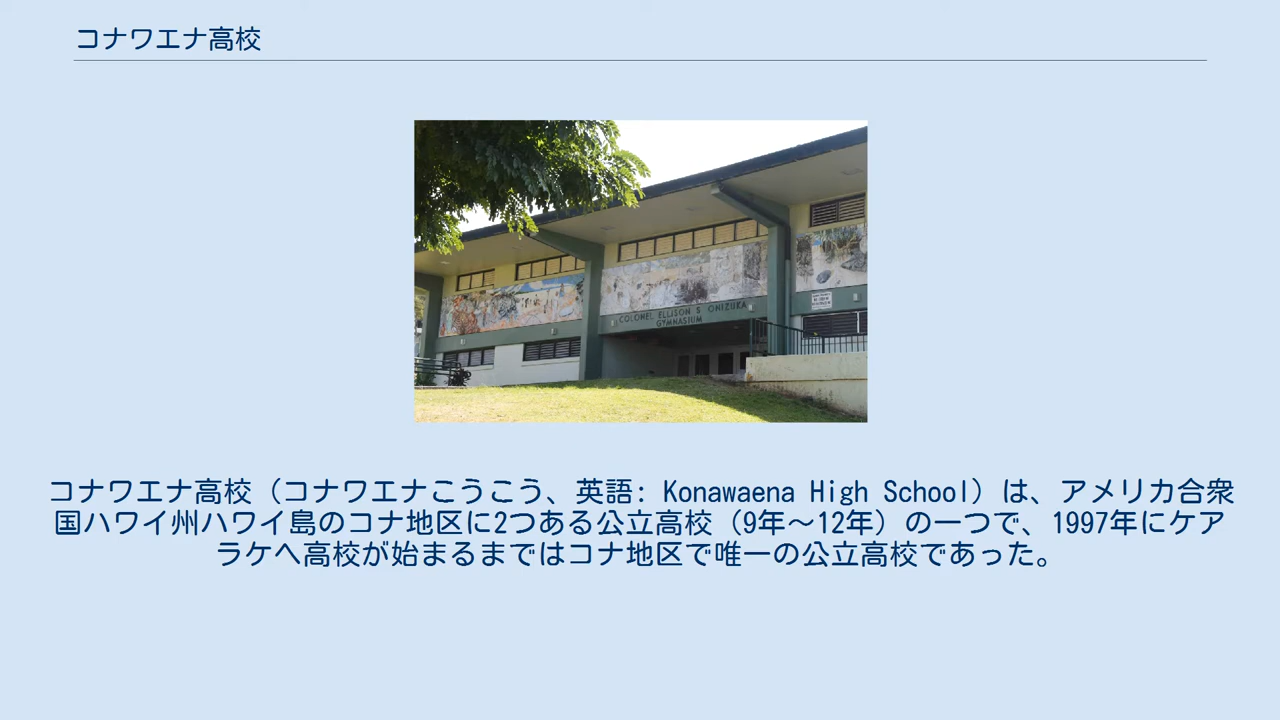 コナワエナ高校
COLONEL ELLISON S ONIZUKA
GYMNASIUM
コナワエナ高校（コナワエナこうこう、英語: Konawaena High School）は、アメリカ合衆
国ハワイ州ハワイ島のコナ地区に2つある公立高校（9年〜12年）の一つで、1997年にケア
ラケヘ高校が始まるまではコナ地区で唯一の公立高校であった。